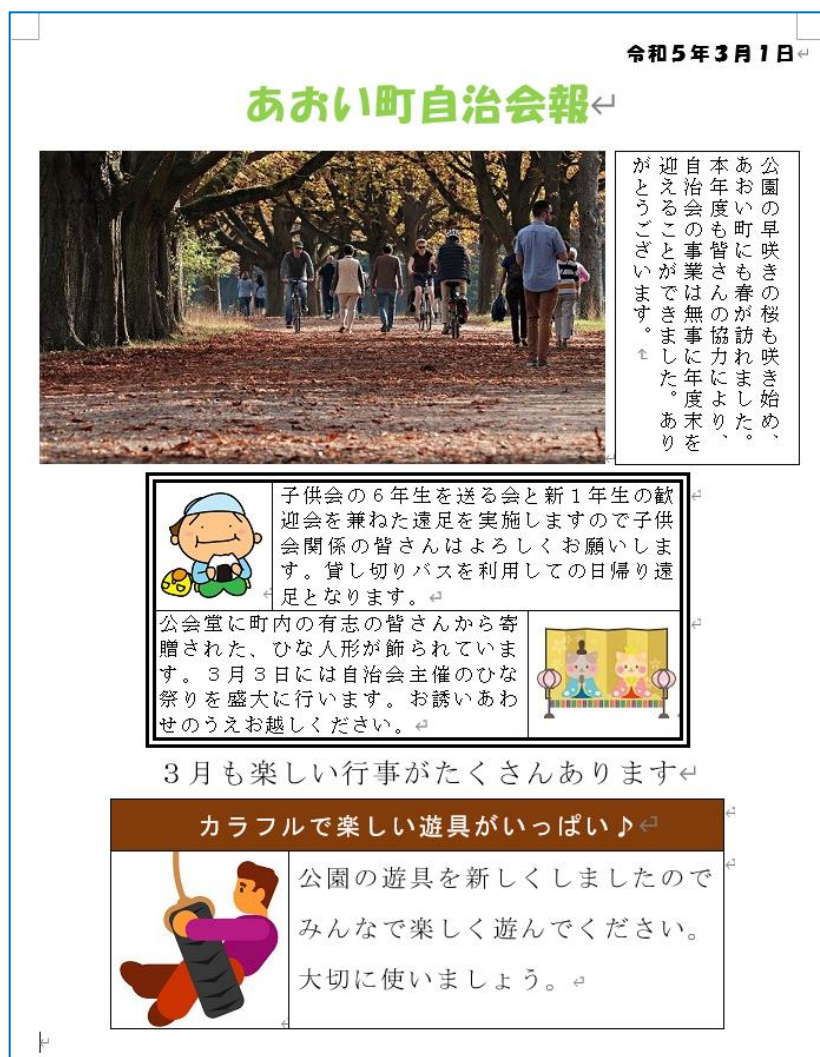 令和５年３月１日
あおい町自治会報
公園の早咲きの桜も咲き始め、
あおい町にも春が訪れました。
本年度も皆さんの協力により、
自治会の事業は無事に年度末を
迎えることができました。あり
がとうございます。
子供会の６年生を送る会と新１年生の歓
迎会を兼ねた遠足を実施しますので子供
会関係の皆さんはよろしくお願いしま
す。貸し切りバスを利用しての日帰り遠
足となります。
公会堂に町内の有志の皆さんから寄
贈された、ひな人形が飾られていま
す。３月３日には自治会主催のひな
祭りを盛大に行います。お誘いあわ
せのうえお越しください。
３月も楽しい行事がたくさんあります
カラフルで楽しい遊具がいっぱい♪
公園の遊具を新しくしましたので
みんなで楽しく遊んでください。
大切に使いましょう。